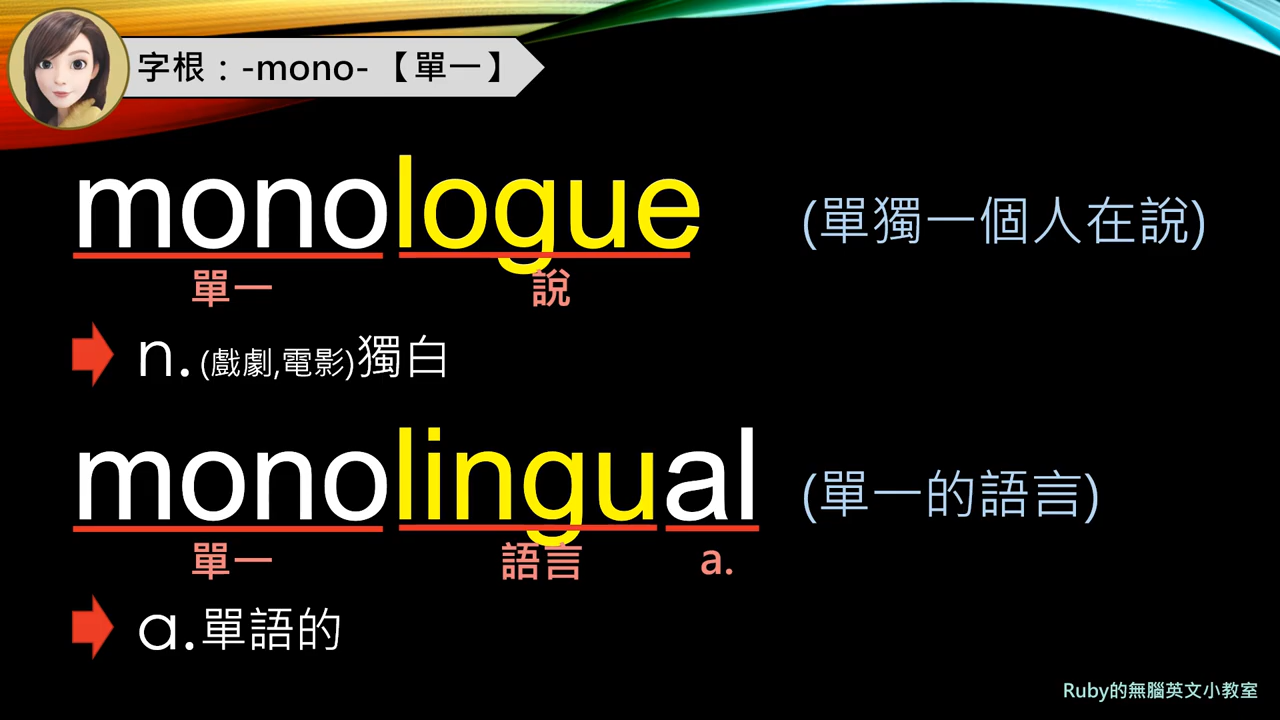 字根：-mono-【單一】
monologue (單獨一個人在說)
單一 說
n.(戲劇,電影)獨白
monolingual (單一的語言)
單一 語言 a.
a.單語的
Ruby的無腦英文小教室